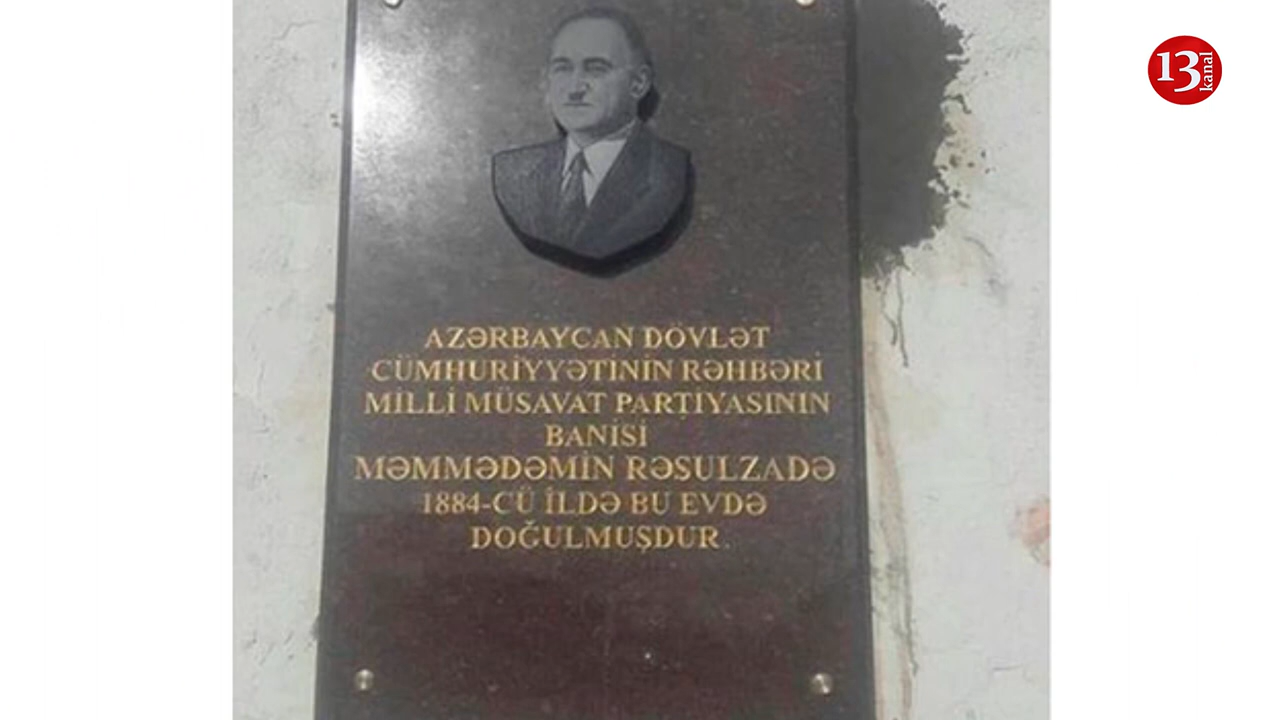 13
kanal
AZƏRBAYCAN DÖVLƏT
CÜMHURİYYƏTİNİN RƏHBƏRİ
MİLLİ MÜSAVAT PARTİYASININ
BANİSİ
MƏMMƏDƏMİN RƏSULZADƏ
1884-CÜ İLDƏ BU EVDƏ
DOĞULMUŞDUR